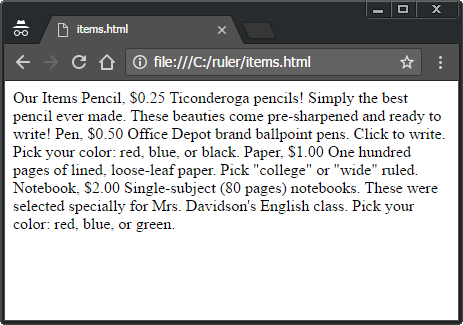 items.html
file:///C:/ruler/items.html
Our Items Pencil, $0.25 Ticonderoga pencils! Simply the best
pencil ever made. These beauties come pre-sharpened and ready to
write! Pen, $0.50 Office Depot brand ballpoint pens. Click to write.
Pick your color: red, blue, or black. Paper, $1.00 One hundred
pages of lined, loose-leaf paper. Pick "college" or "wide" ruled.
Notebook, $2.00 Single-subject (80 pages) notebooks. These were
selected specially for Mrs. Davidson's English class. Pick your
color: red, blue, or green.